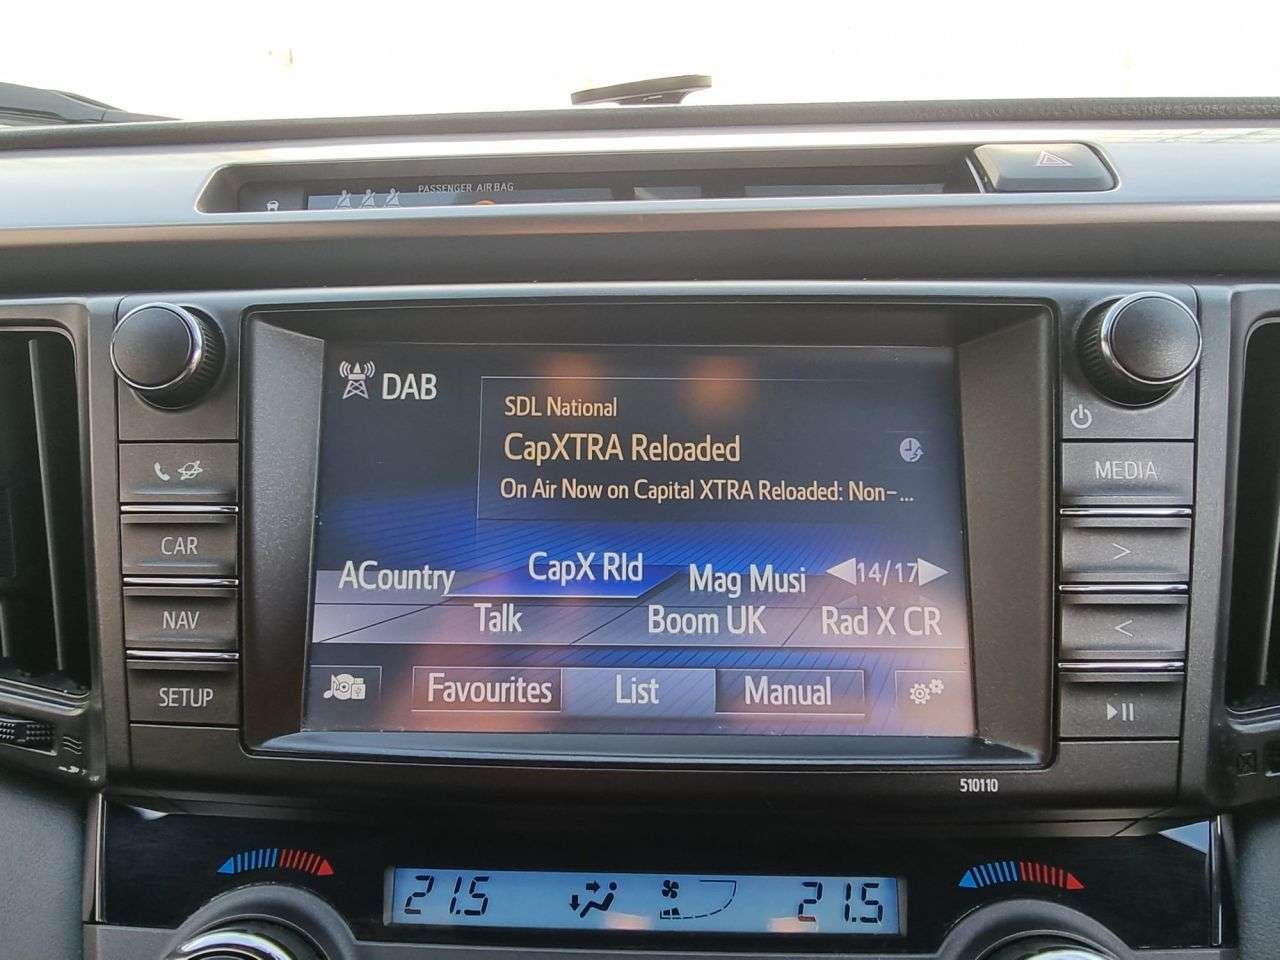 PASSENGER AIRBAG
DAB
SDL National
CapXTRA Reloaded
On Air Now on Capital XTRA Reloaded: Non-...
ACountry CapX Rld Mag Musi 14/17
Talk Boom UK Rad X CR
Favourites List Manual
CAR
NAV
SETUP
MEDIA
>
<
510110
21.5 21.5